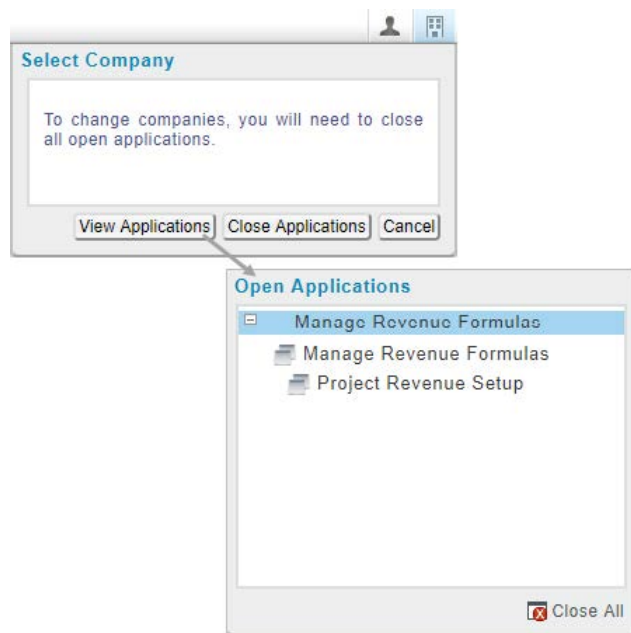 Select Company
To change companies, you will need to close
all open applications.
View Applications Close Applications Cancel
Open Applications
Manage Revenue Formulas
Manage Revenue Formulas
Project Revenue Setup
Close All